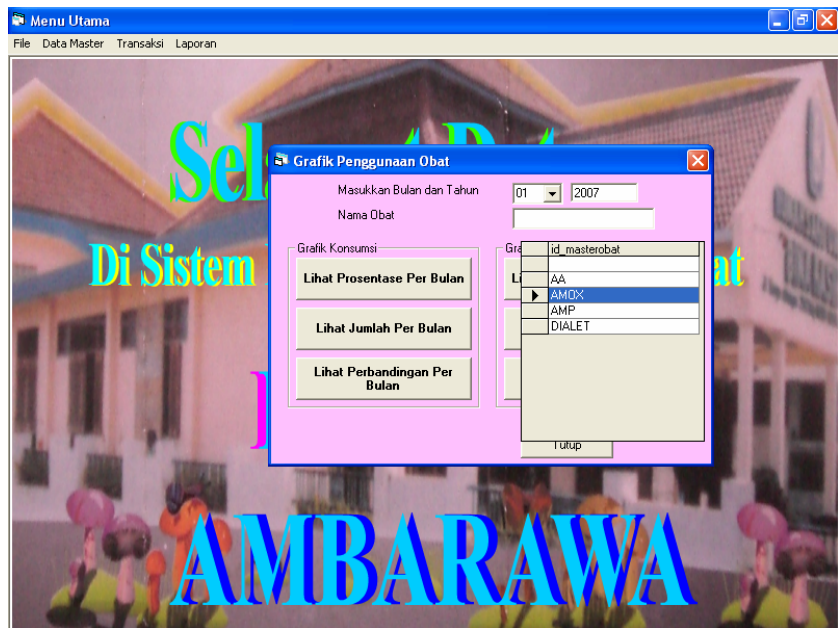 Menu Utama
File Data Master Transaksi Laporan
Di Sistem
at
AMBARAWA
Grafik Penggunaan Obat
Masukkan Bulan dan Tahun 01 2007
Nama Obat
Grafik Konsumsi
Lihat Prosentase Per Bulan
Lihat Jumlah Per Bulan
Lihat Perbandingan Per
Bulan
id_masterobat
AA
AMOX
AMP
DIALET
Tutup